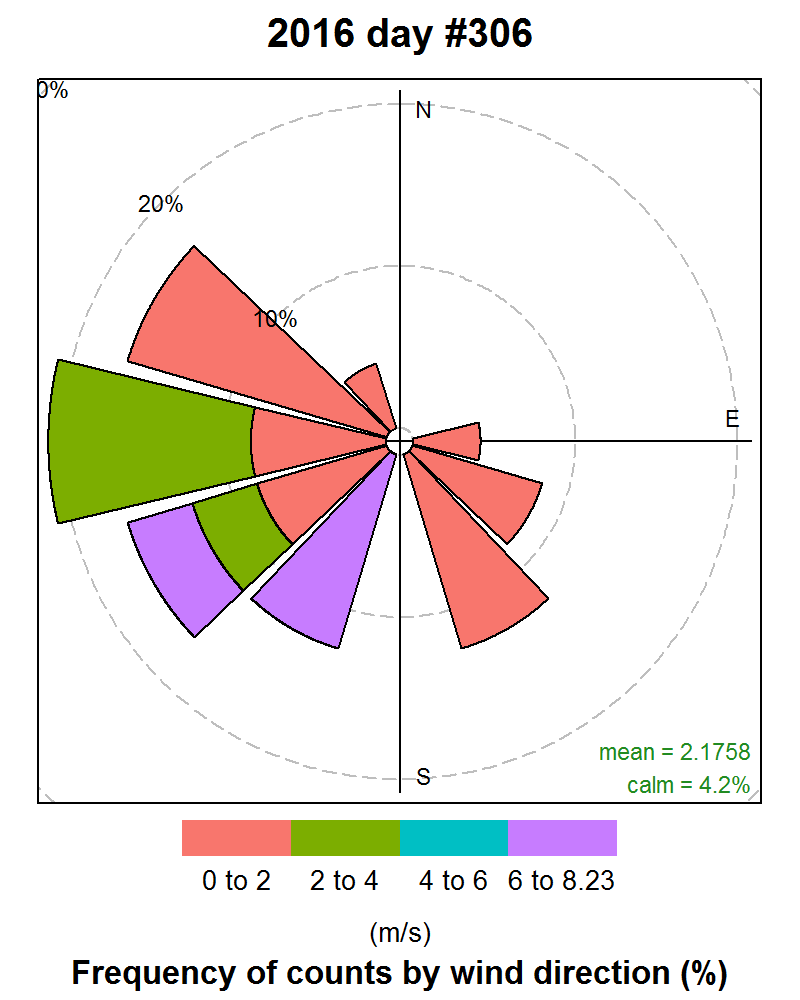 2016 day #306
0%
N
20%
10%
E
S
mean = 2.1758
calm = 4.2%
0 to 2 2 to 4 4 to 6 6 to 8.23
(m/s)
Frequency of counts by wind direction (%)